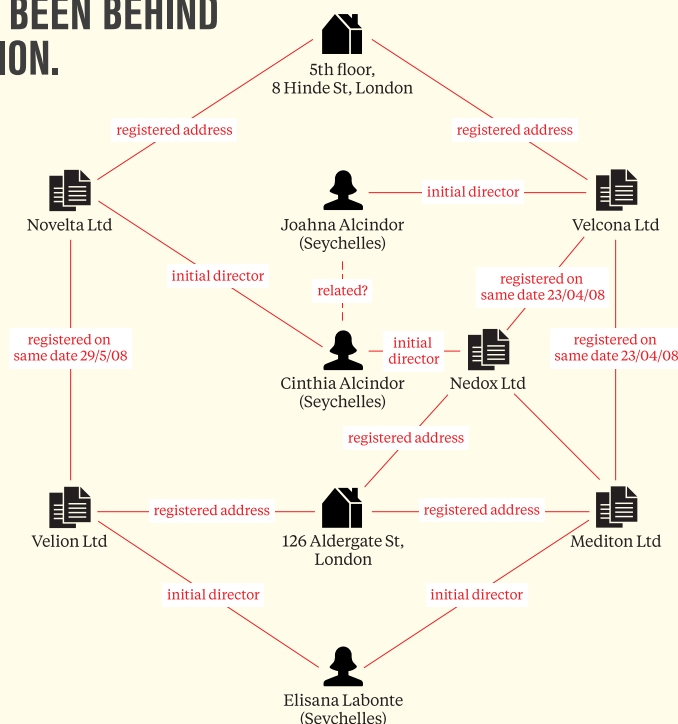 BEEN BEHIND
ION.
5th floor,
8 Hinde St, London
registered address
registered address
Novelta Ltd
initial director
Joahna Alcindor
(Seychelles)
Velcona Ltd
initial director
related?
registered on
same date 23/04/08
registered on
same date 29/5/08
initial
director
registered on
same date 23/04/08
Cinthia Alcindor
(Seychelles)
Nedox Ltd
registered address
Velion Ltd
registered address
126 Aldergate St,
London
registered address
Mediton Ltd
initial director
initial director
Elisana Labonte
(Seychelles)